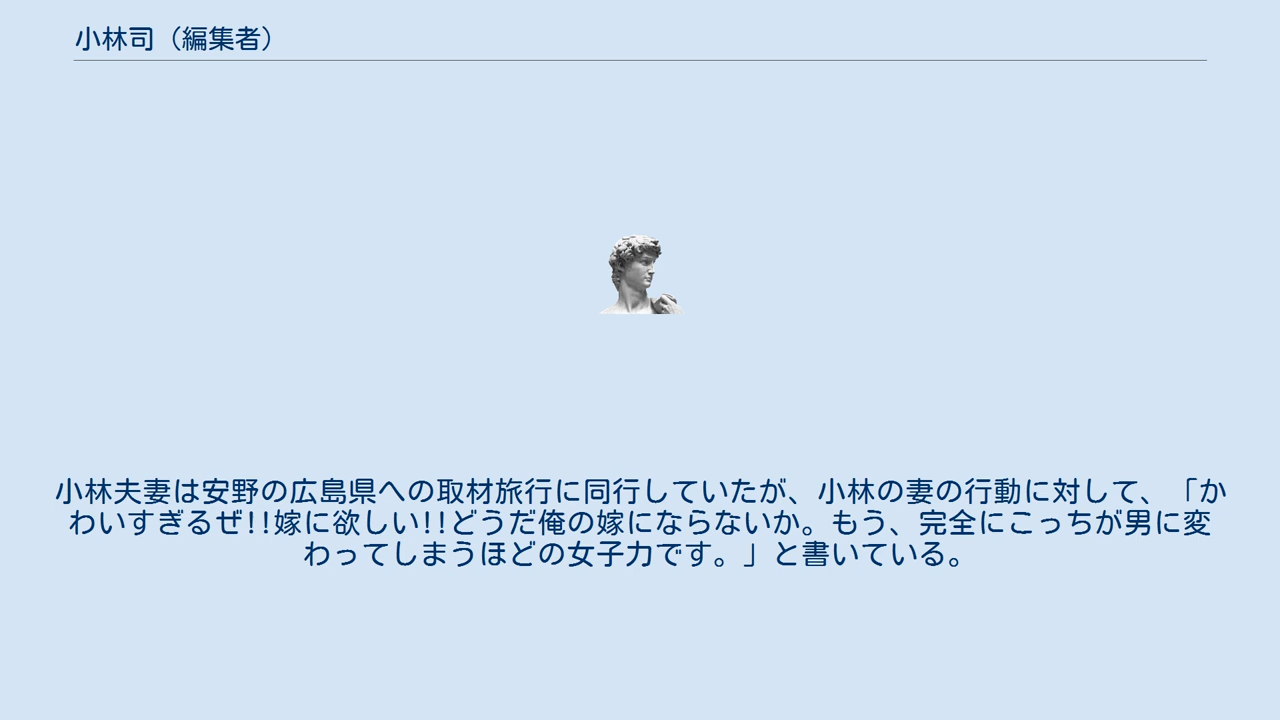 小林司（編集者）
小林夫妻は安野の広島県への取材旅行に同行していたが、小林の妻の行動に対して、「か
わいすぎるぜ!!嫁に欲しい!!どうだ俺の嫁にならないか。もう、完全にこっちが男に変
わってしまうほどの女子力です。」と書いている。